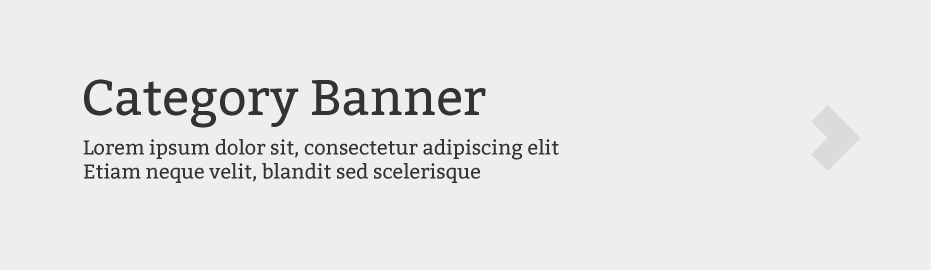 Category Banner
Lorem ipsum dolor sit, consectetur adipiscing elit
Etiam neque velit, blandit sed scelerisque